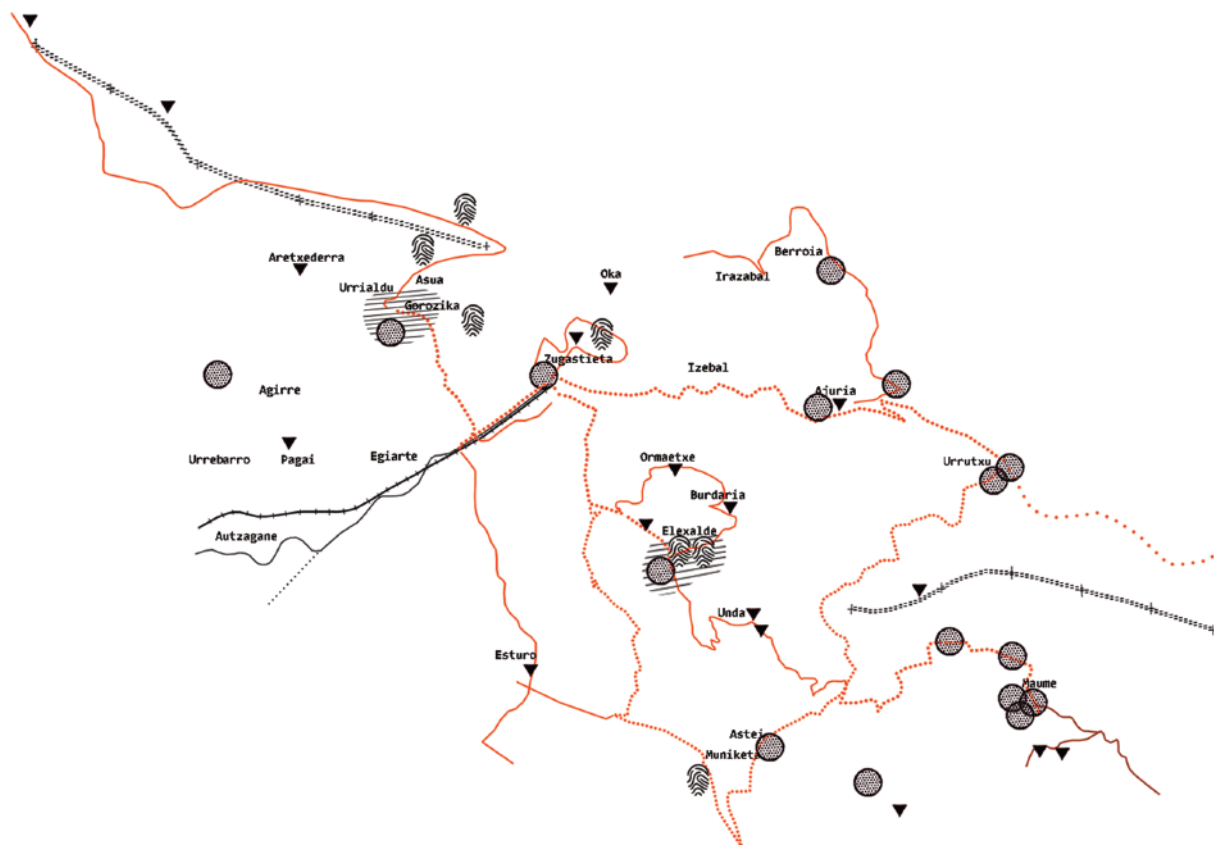 Berroia
Aretxederra
Oka
Irazabal
Asua
Urrialdu
Gorozika
Zugastieta
Izebal
Agirre
Ajuria
Ormaetxe
Urrebarro
Pagai
Egiarte
Urrutxu
Burdaria
Elexalde
Autzagane
Unda
Esturo
Maume
Astei
Muniketa